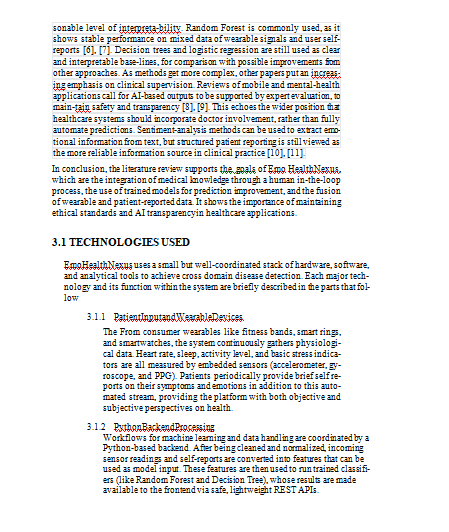 sonable level of interpreta-bility. Random Forest is commonly used, as it
shows stable performance on mixed data of wearable signals and user self-
reports [6], [7]. Decision trees and logistic regression are still used as clear
and interpretable base-lines, for comparison with possible improvements from
other approaches. As methods get more complex, other papers put an increas-
ing emphasis on clinical supervision. Reviews of mobile and mental-health
applications call for AI-based outputs to be supported by expert evaluation, to
main-tain safety and transparency [8], [9]. This echoes the wider position that
healthcare systems should incorporate doctor involvement, rather than fully
automate predictions. Sentiment-analysis methods can be used to extract emo-
tional information from text, but structured patient reporting is still viewed as
the more reliable information source in clinical practice [10], [11].
In conclusion, the literature review supports the goals of Emo HealthNexus,
which are the integration of medical knowledge through a human in-the-loop
process, the use of trained models for prediction improvement, and the fusion
of wearable and patient-reported data. It shows the importance of maintaining
ethical standards and AI transparency in healthcare applications.
3.1 TECHNOLOGIES USED
EmoHealthNexus uses a small but well-coordinated stack of hardware, software,
and analytical tools to achieve cross domain disease detection. Each major tech-
nology and its function within the system are briefly described in the parts that fol-
low
3.1.1 PatientInputandWearableDevices.
The From consumer wearables like fitness bands, smart rings,
and smartwatches, the system continuously gathers physiologi-
cal data. Heart rate, sleep, activity level, and basic stress indica-
tors are all measured by embedded sensors (accelerometer, gy-
roscope, and PPG). Patients periodically provide brief self re-
ports on their symptoms and emotions in addition to this auto-
mated stream, providing the platform with both objective and
subjective perspectives on health.
3.1.2 PythonBackendProcessing
Workflows for machine learning and data handling are coordinated by a
Python-based backend. After being cleaned and normalized, incoming
sensor readings and self-reports are converted into features that can be
used as model input. These features are then used to run trained classifi-
ers (like Random Forest and Decision Tree), whose results are made
available to the frontend via safe, lightweight REST APIs.